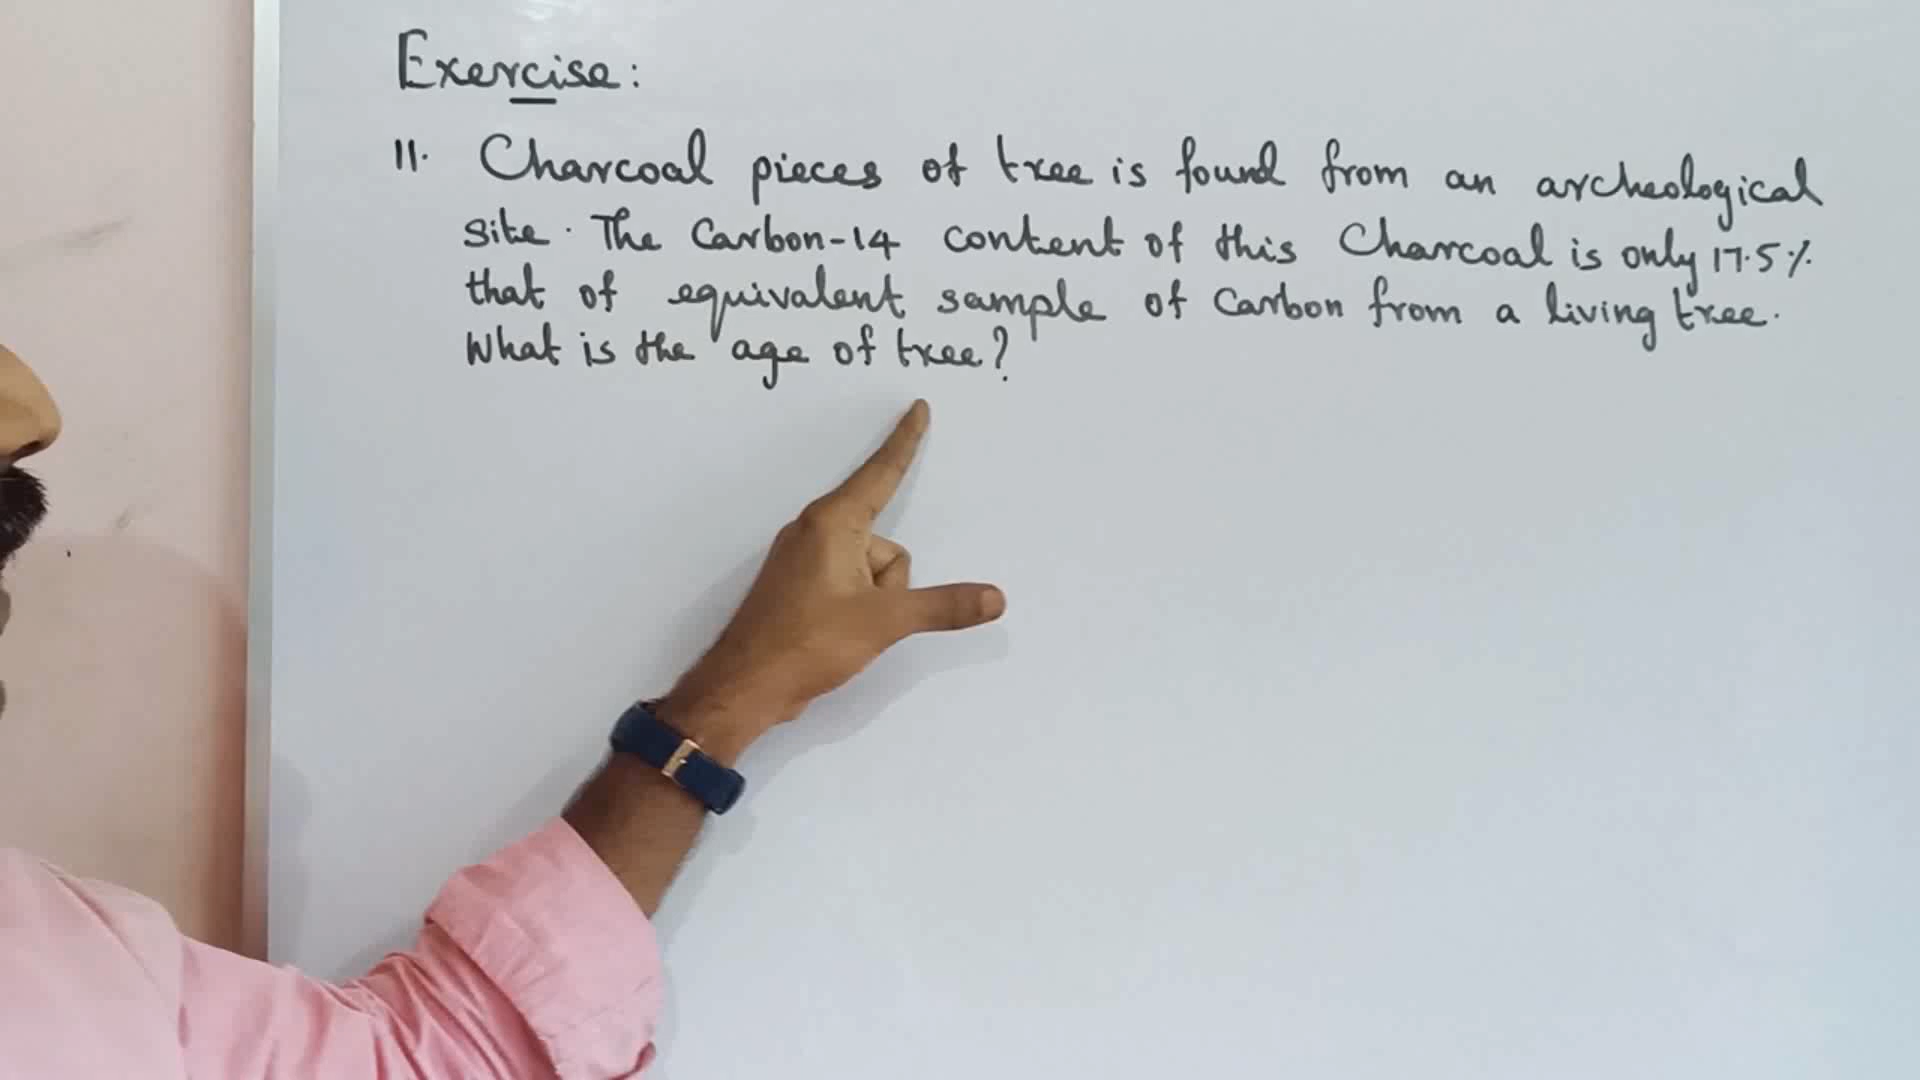 Exercise:
11. Charcoal pieces of tree is found from an archeological
site. The Carbon-14 content of this Charcoal is only 17.5%
that of equivalent sample of Carbon from a living tree.
What is the age of tree?